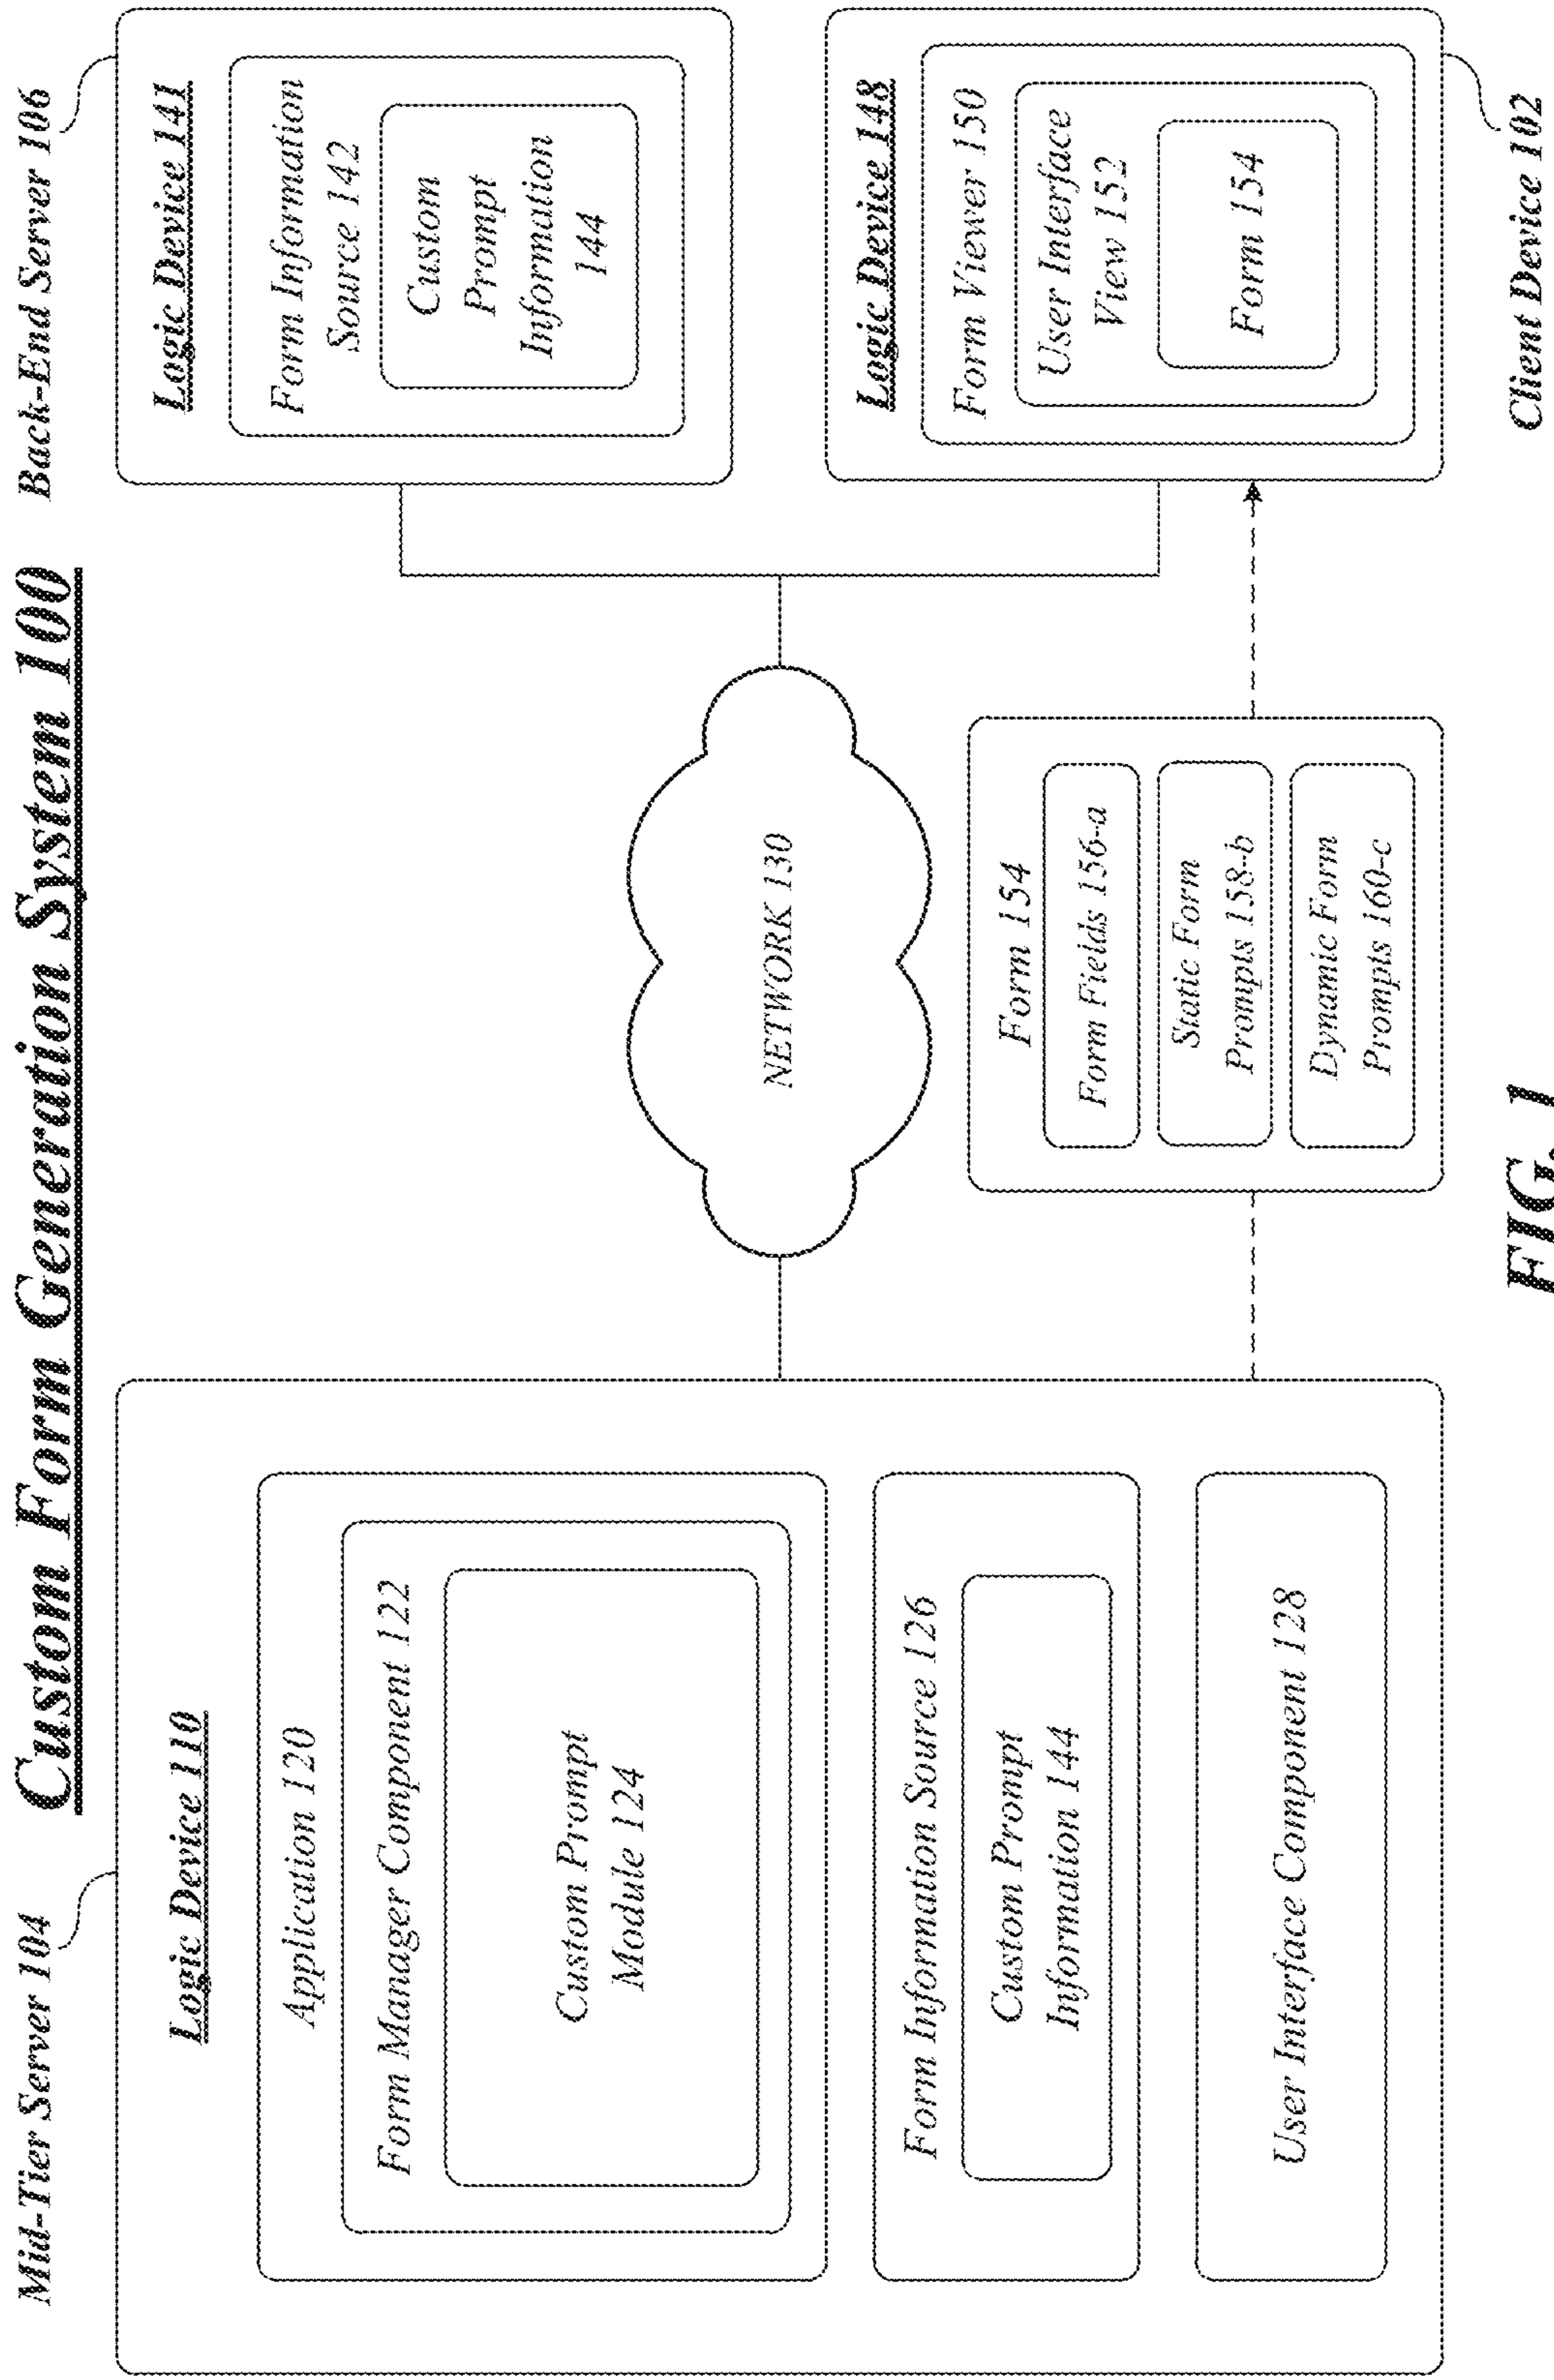 Custom Form Generation System 100
Mid-Tier Server 104
Logic Device 110
Application 120
Form Manager Component 122
Custom Prompt
Module 124
Form Information Source 126
Custom Prompt
Information 144
User Interface Component 128
NETWORK 130
Form 154
Form Fields 156-a
Static Form
Prompts 158-b
Dynamic Form
Prompts 160-c
Back-End Server 106
Logic Device 141
Form Information
Source 142
Custom
Prompt
Information
144
Logic Device 148
Form Viewer 150
User Interface
View 152
Form 154
Client Device 102
FIG. 1